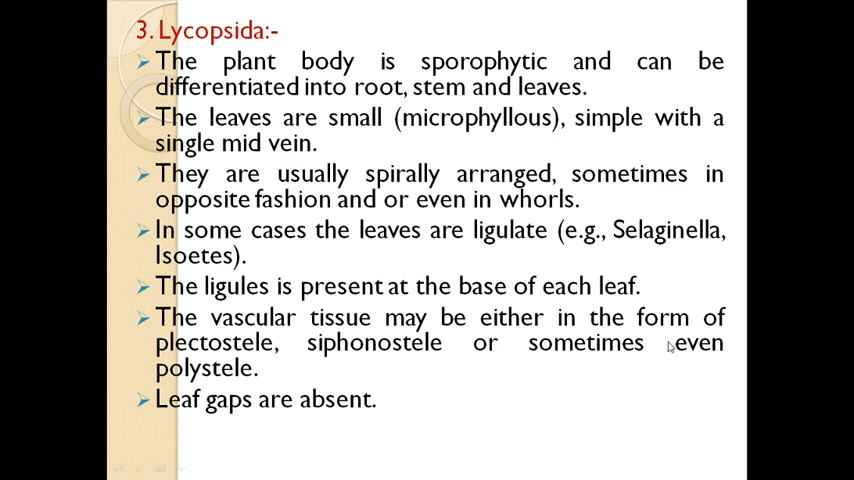 3. Lycopsida:-
➢ The plant body is sporophytic and can be
differentiated into root, stem and leaves.
➢ The leaves are small (microphyllous), simple with a
single mid vein.
➢ They are usually spirally arranged, sometimes in
opposite fashion and or even in whorls.
➢ In some cases the leaves are ligulate (e.g., Selaginella,
Isoetes).
➢ The ligules is present at the base of each leaf.
➢ The vascular tissue may be either in the form of
plectostele, siphonostele or sometimes even
polystele.
➢ Leaf gaps are absent.